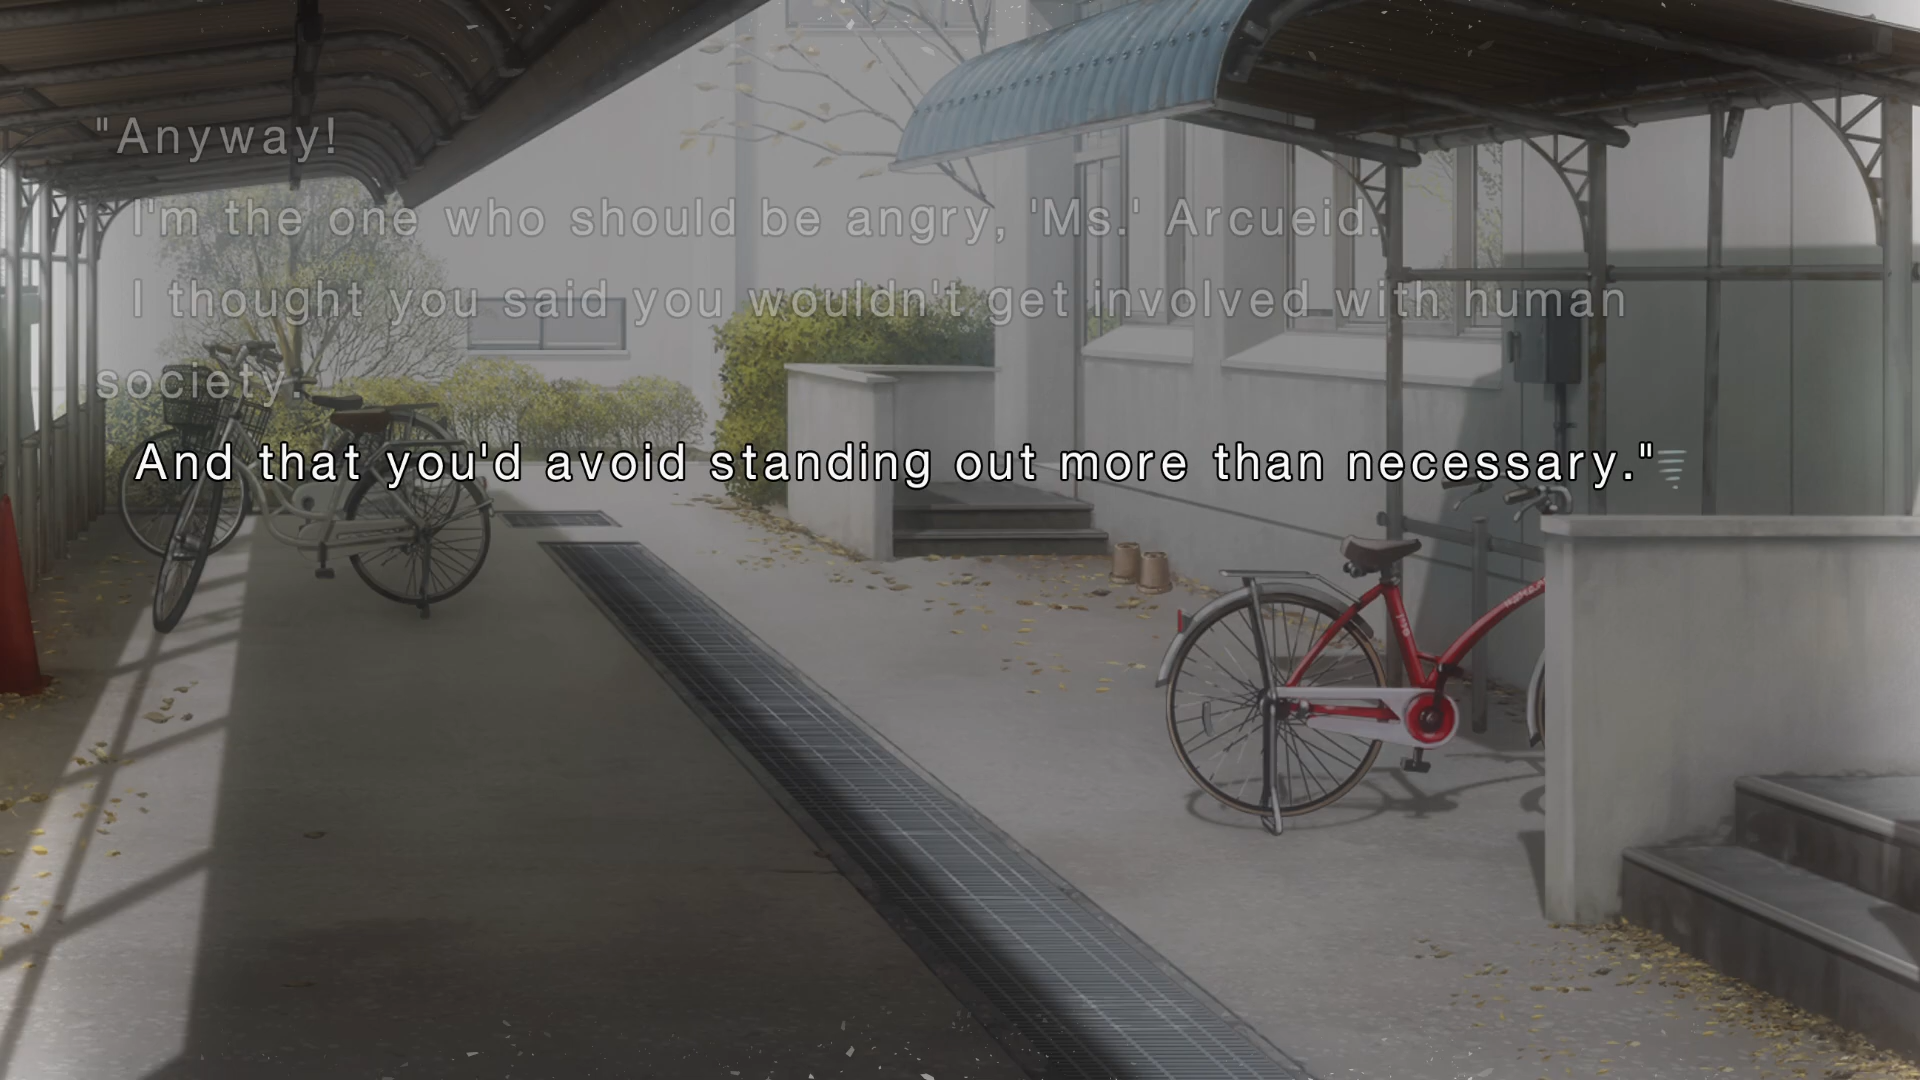 "Anyway!
I'm the one who should be angry, 'Ms.' Arcueid.
I thought you said you wouldn't get involved with human
society.
And that you'd avoid standing out more than necessary."